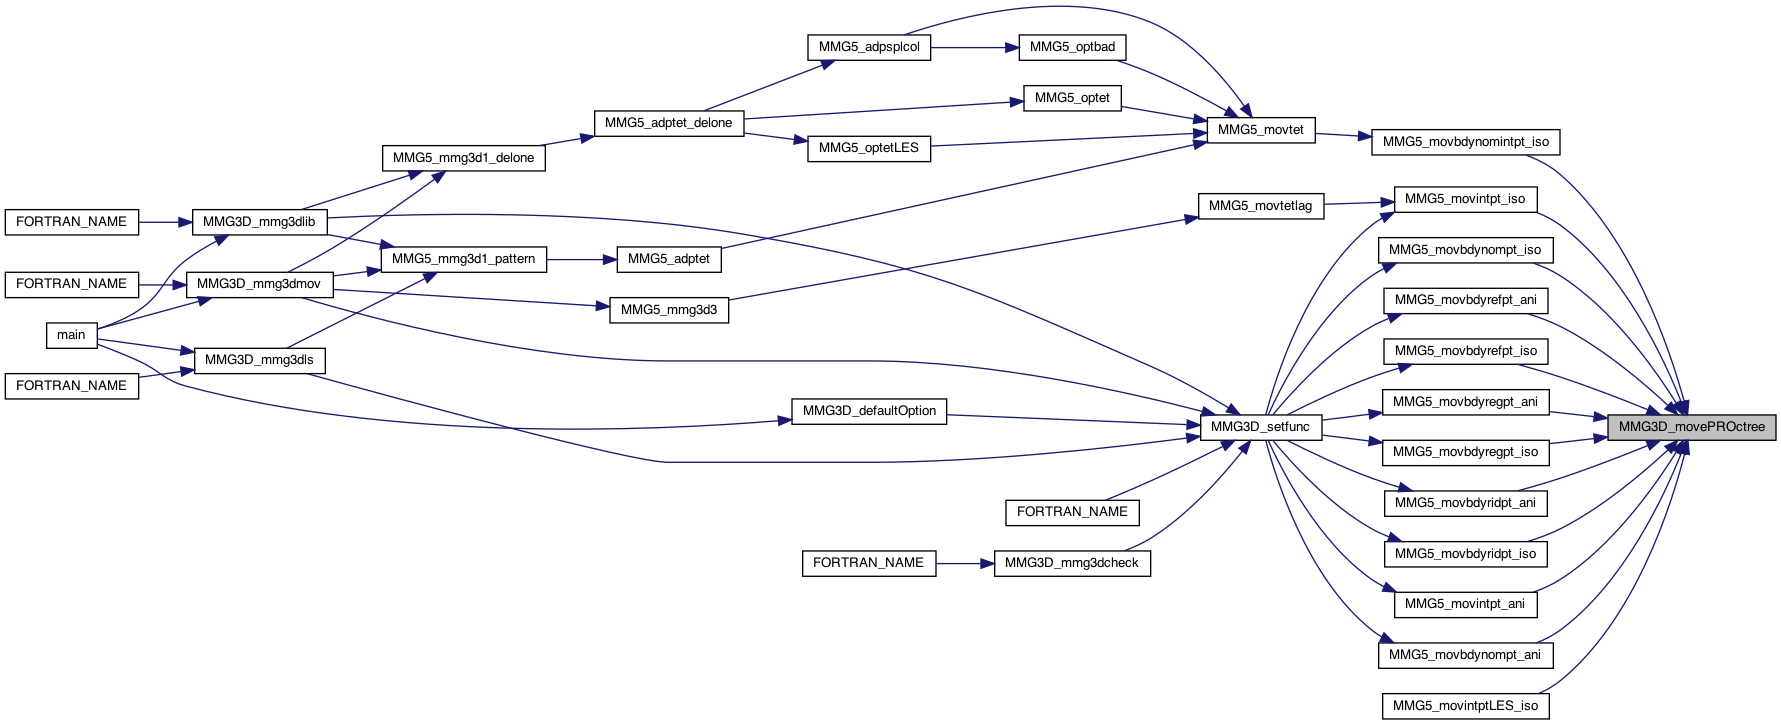 MMG5_adpsplcol
MMG5_optbad
MMG5_optet
MMG5_adptet_delone
MMG5_movtet
MMG5_movbdynomintpt_iso
MMG5_optetLES
MMG5_mmg3d1_delone
MMG5_movintpt_iso
MMG5_movtetlag
FORTRAN_NAME
MMG3D_mmg3dlib
MMG5_movbdynompt_iso
MMG5_mmg3d1_pattern
MMG5_adptet
FORTRAN_NAME
MMG3D_mmg3dmov
MMG5_movbdyrefpt_ani
MMG5_mmg3d3
main
MMG5_movbdyrefpt_iso
MMG3D_mmg3dls
FORTRAN_NAME
MMG5_movbdyregpt_ani
MMG3D_defaultOption
MMG3D_setfunc
MMG3D_movePROctree
MMG5_movbdyregpt_iso
MMG5_movbdyridpt_ani
FORTRAN_NAME
MMG5_movbdyridpt_iso
FORTRAN_NAME
MMG3D_mmg3dcheck
MMG5_movintpt_ani
MMG5_movbdynompt_ani
MMG5_movintptLES_iso